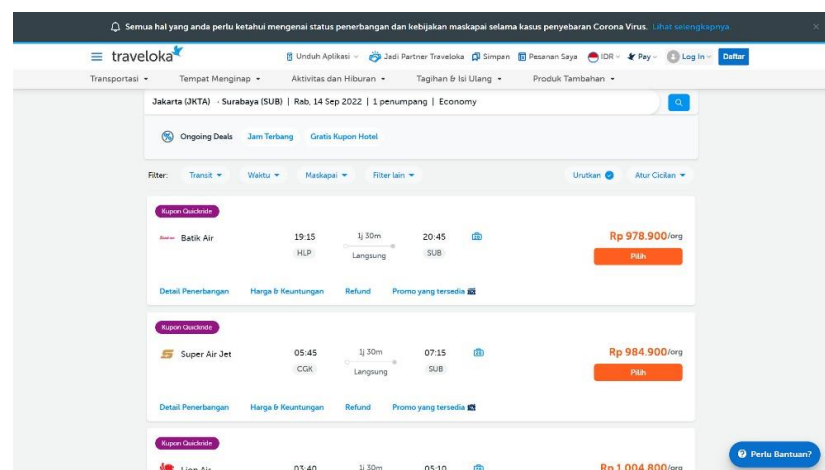 Semua hal yang anda perlu ketahui mengenai status penerbangan dan kebijakan maskapai selama kasus penyebaran Corona Virus. Lihat selengkapnya.
traveloka Unduh Aplikasi Jadi Partner Traveloka Simpan Pesanan Saya IDR Pay Log In Daftar
Transportasi Tempat Menginap Aktivitas dan Hiburan Tagihan & Isi Ulang Produk Tambahan
Jakarta (JKTA) - Surabaya (SUB) | Rab, 14 Sep 2022 | 1 penumpang | Economy
Ongoing Deals Jam Terbang Gratis Kupon Hotel
Filter: Transit Waktu Maskapai Filter lain Urutkan Atur Cicilan
Kupon Quickride
Batik Air 19:15 1j 30m 20:45 Rp 978.900/org
HLP Langsung SUB Pilih
Detail Penerbangan Harga & Keuntungan Refund Promo yang tersedia
Kupon Quickride
Super Air Jet 05:45 1j 30m 07:15 Rp 984.900/org
CGK Langsung SUB Pilih
Detail Penerbangan Harga & Keuntungan Refund Promo yang tersedia
Kupon Quickride
Lion Air 03:40 1j 30m 05:10 Rp 1.004.800/org
Perlu Bantuan?